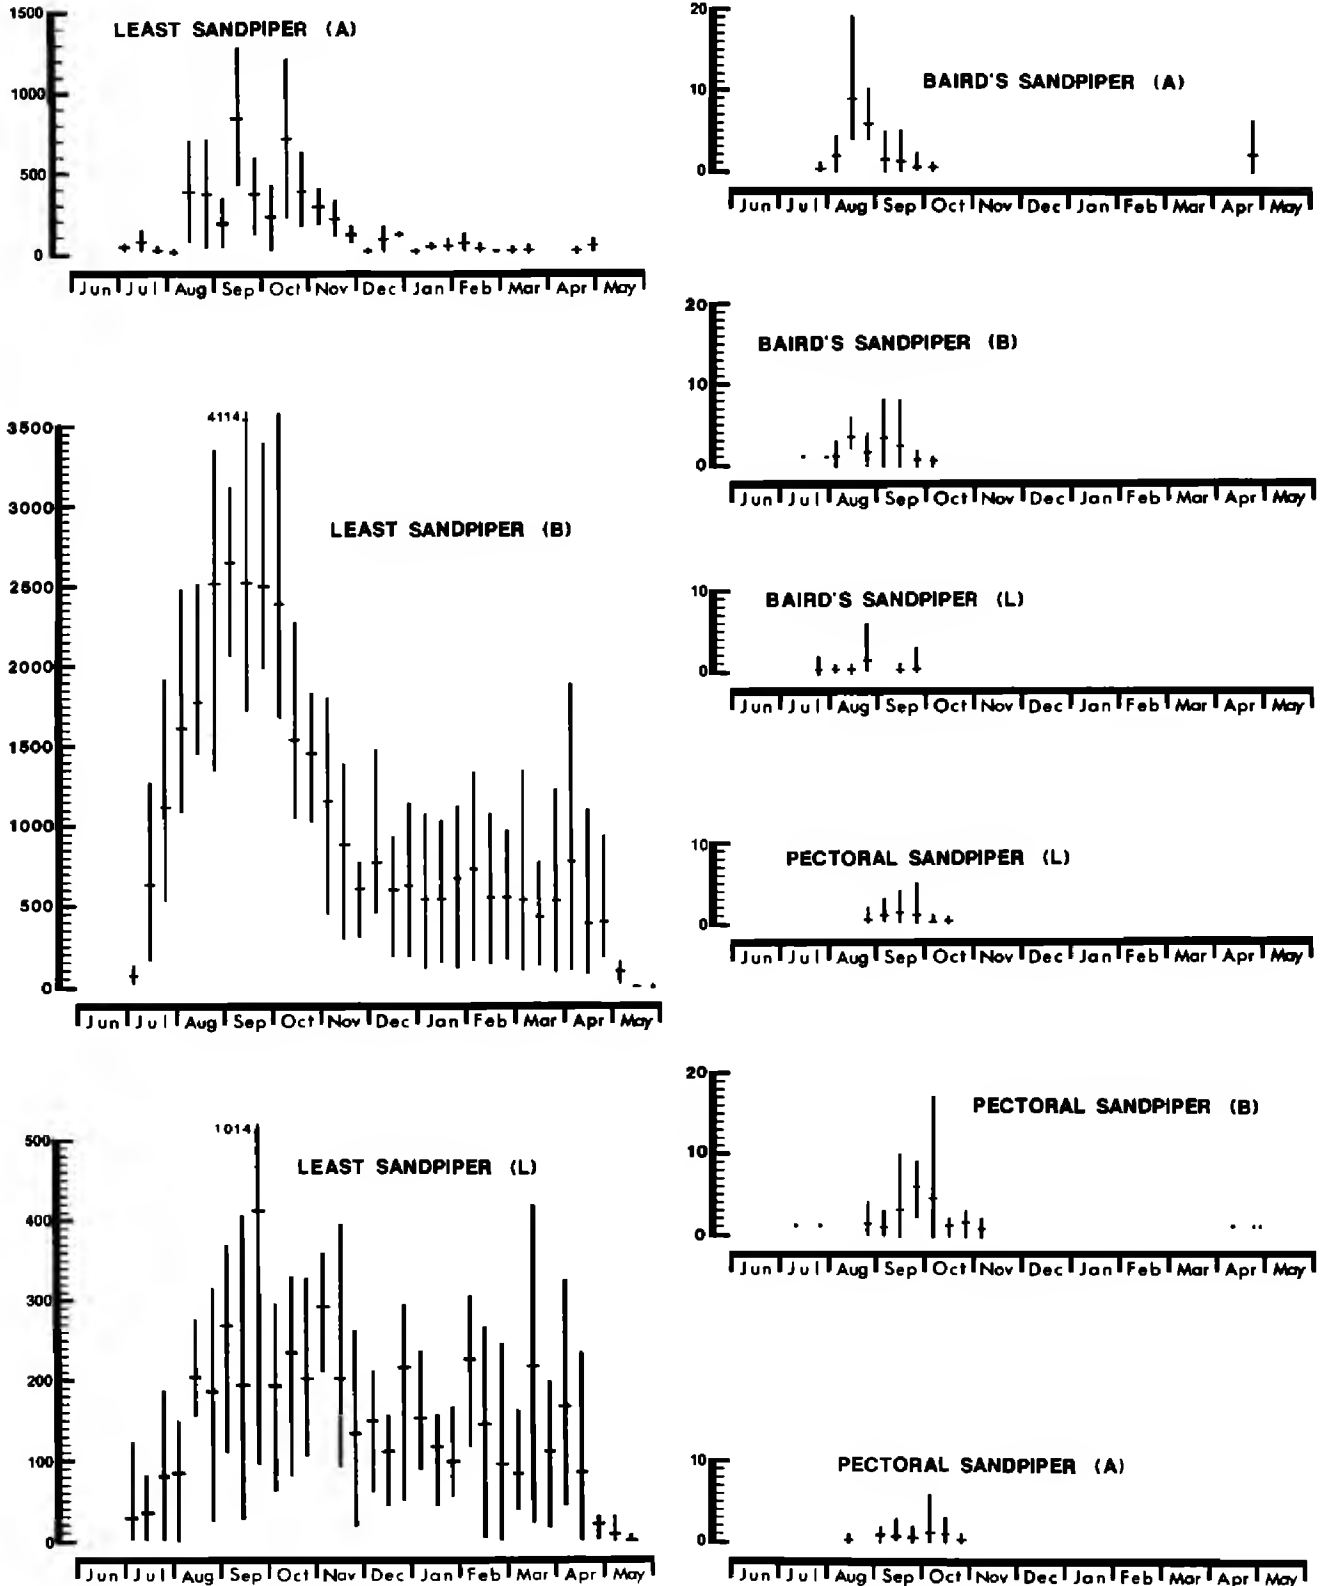 LEAST SANDPIPER (A)
1500
1000
500
0
Jun Jul Aug Sep Oct Nov Dec Jan Feb Mar Apr May
LEAST SANDPIPER (B)
4114
3500
3000
2500
2000
1500
1000
500
0
Jun Jul Aug Sep Oct Nov Dec Jan Feb Mar Apr May
LEAST SANDPIPER (L)
1014
500
400
300
200
100
0
Jun Jul Aug Sep Oct Nov Dec Jan Feb Mar Apr May
BAIRD'S SANDPIPER (A)
20
10
0
Jun Jul Aug Sep Oct Nov Dec Jan Feb Mar Apr May
BAIRD'S SANDPIPER (B)
20
10
0
Jun Jul Aug Sep Oct Nov Dec Jan Feb Mar Apr May
BAIRD'S SANDPIPER (L)
10
0
Jun Jul Aug Sep Oct Nov Dec Jan Feb Mar Apr May
PECTORAL SANDPIPER (L)
10
0
Jun Jul Aug Sep Oct Nov Dec Jan Feb Mar Apr May
PECTORAL SANDPIPER (B)
20
10
0
Jun Jul Aug Sep Oct Nov Dec Jan Feb Mar Apr May
PECTORAL SANDPIPER (A)
10
0
Jun Jul Aug Sep Oct Nov Dec Jan Feb Mar Apr May